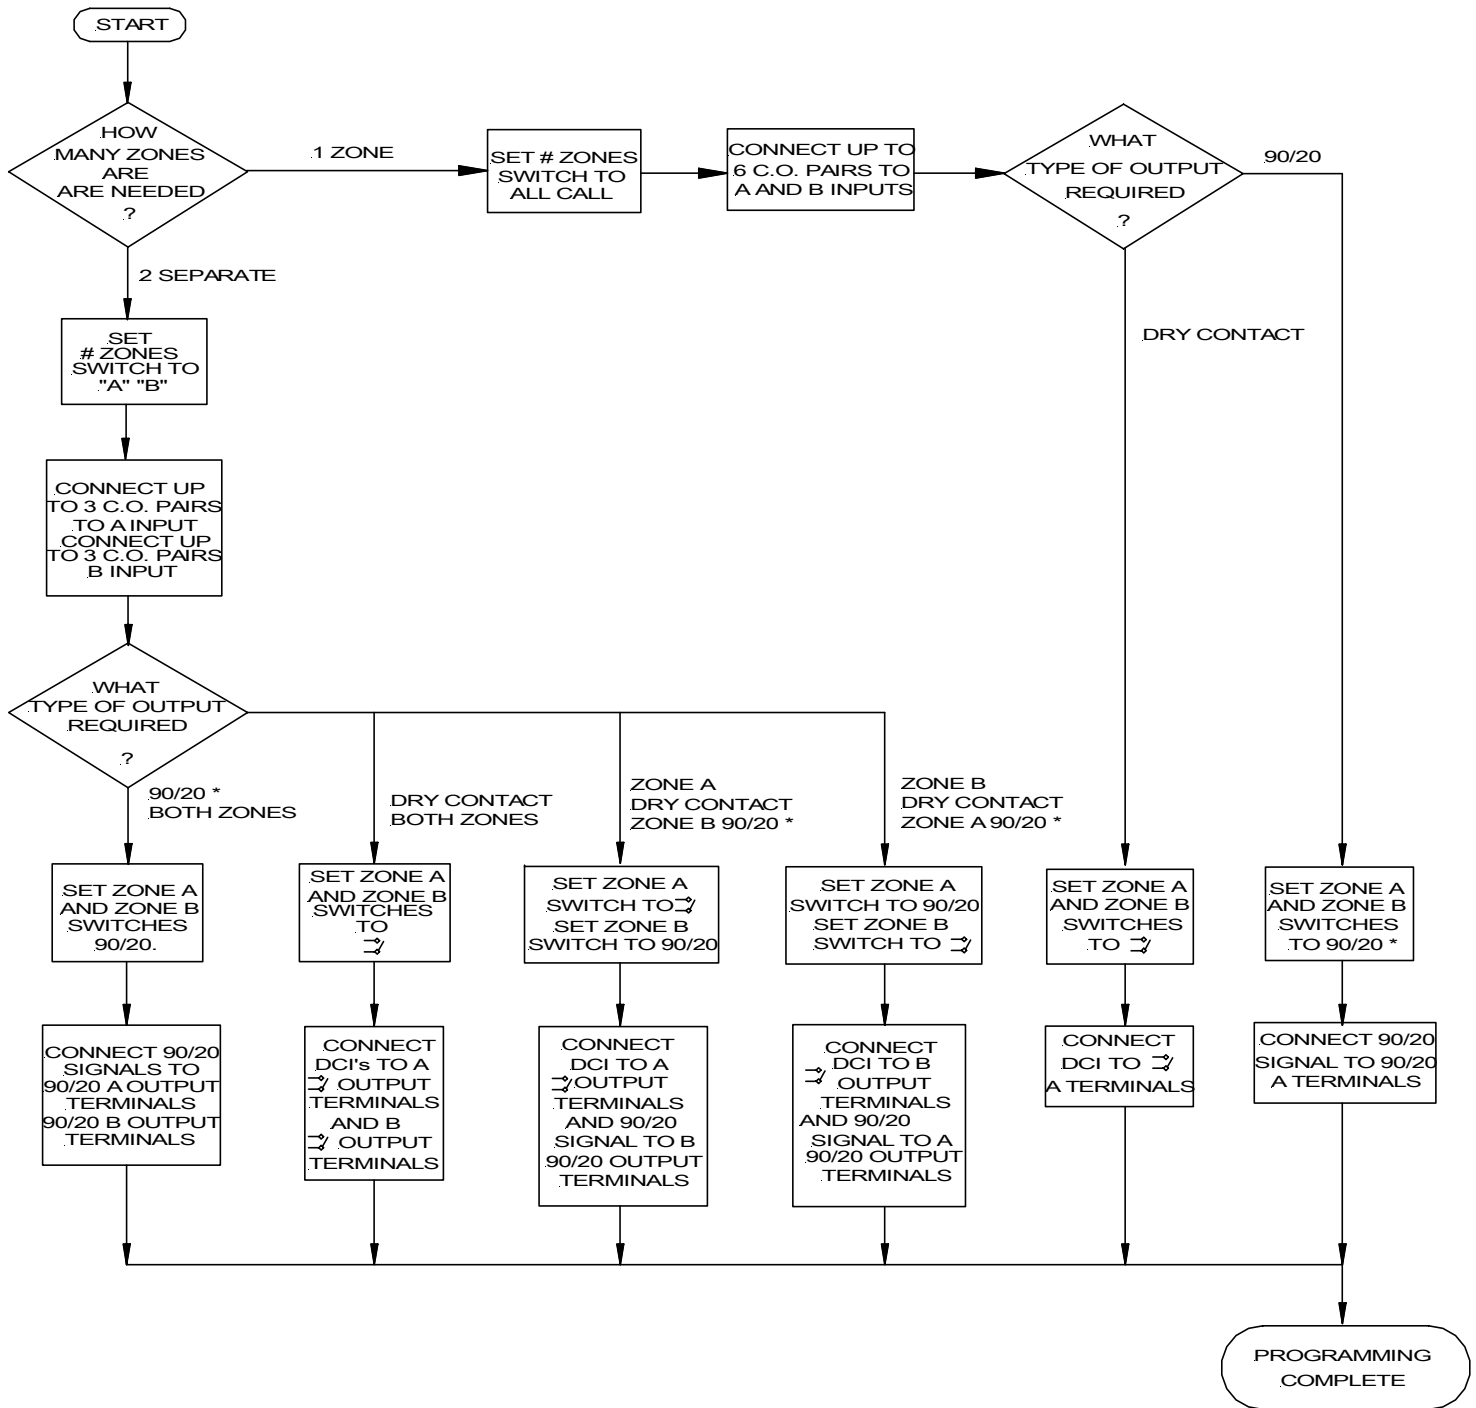 START
HOW
MANY ZONES
ARE
ARE NEEDED
?
1 ZONE
SET # ZONES
SWITCH TO
ALL CALL
CONNECT UP TO
6 C.O. PAIRS TO
A AND B INPUTS
WHAT
TYPE OF OUTPUT
REQUIRED
?
90/20
DRY CONTACT
2 SEPARATE
SET
# ZONES
SWITCH TO
"A" "B"
CONNECT UP
TO 3 C.O. PAIRS
TO A INPUT
CONNECT UP
TO 3 C.O. PAIRS
B INPUT
WHAT
TYPE OF OUTPUT
REQUIRED
?
90/20 *
BOTH ZONES
DRY CONTACT
BOTH ZONES
ZONE A
DRY CONTACT
ZONE B 90/20 *
ZONE B
DRY CONTACT
ZONE A 90/20 *
SET ZONE A
AND ZONE B
SWITCHES
90/20.
SET ZONE A
AND ZONE B
SWITCHES
TO
SET ZONE A
SWITCH TO
SET ZONE B
SWITCH TO 90/20
SET ZONE A
SWITCH TO 90/20
SET ZONE B
SWITCH TO
SET ZONE A
AND ZONE B
SWITCHES
TO
SET ZONE A
AND ZONE B
SWITCHES
TO 90/20 *
CONNECT 90/20
SIGNALS TO
90/20 A OUTPUT
TERMINALS
90/20 B OUTPUT
TERMINALS
CONNECT
DCI's TO A
OUTPUT
TERMINALS
AND B
OUTPUT
TERMINALS
CONNECT
DCI TO A
OUTPUT
TERMINALS
AND 90/20
SIGNAL TO B
90/20 OUTPUT
TERMINALS
CONNECT
DCI TO B
OUTPUT
TERMINALS
AND 90/20
SIGNAL TO A
90/20 OUTPUT
TERMINALS
CONNECT
DCI TO
A TERMINALS
CONNECT 90/20
SIGNAL TO 90/20
A TERMINALS
PROGRAMMING
COMPLETE